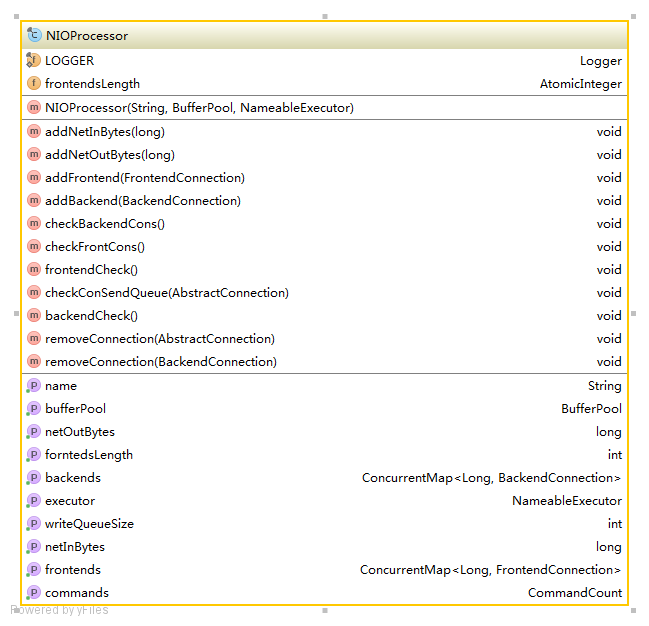 NIOProcessor
LOGGER Logger
frontendsLength AtomicInteger
NIOProcessor(String, BufferPool, NameableExecutor)
addNetInBytes(long) void
addNetOutBytes(long) void
addFrontend(FrontendConnection) void
addBackend(BackendConnection) void
checkBackendCons() void
checkFrontCons() void
frontendCheck() void
checkConSendQueue(AbstractConnection) void
backendCheck() void
removeConnection(AbstractConnection) void
removeConnection(BackendConnection) void
name String
bufferPool BufferPool
netOutBytes long
forntedsLength int
backends ConcurrentMap<Long, BackendConnection>
executor NameableExecutor
writeQueueSize int
netInBytes long
frontends ConcurrentMap<Long, FrontendConnection>
commands CommandCount
Powered by yFiles